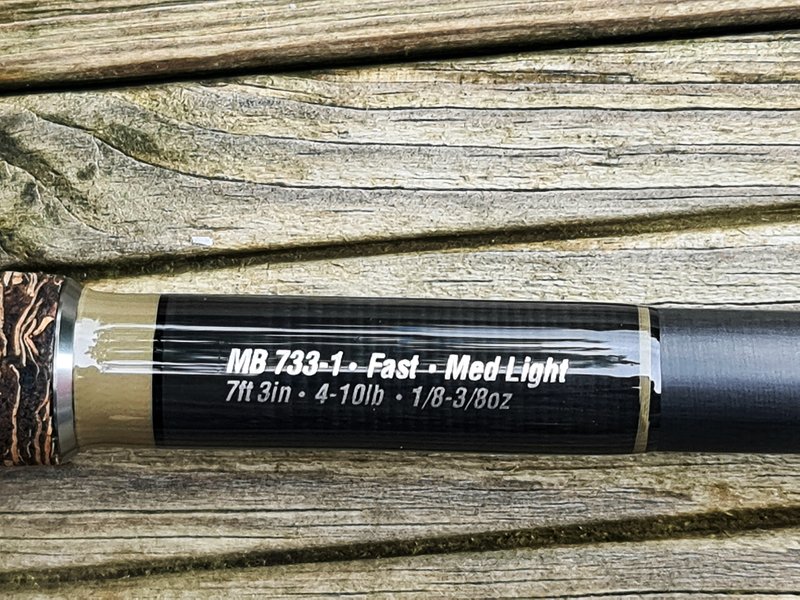 MB 733-1 • Fast • Med Light
7ft 3in • 4-10lb • 1/8-3/8oz